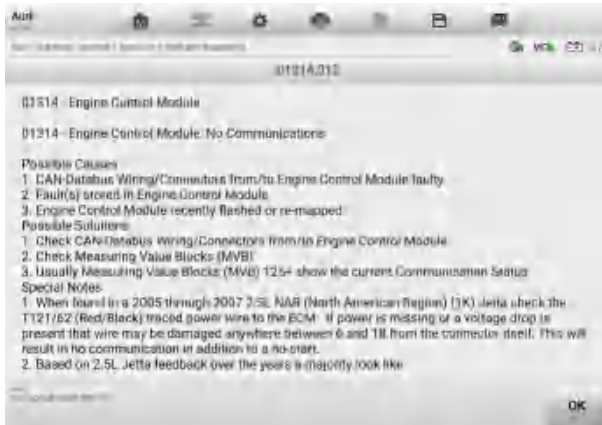 Audi
VCI
01314,013
01314 - Engine Control Module
01314 - Engine Control Module: No Communications
Possible Causes
1. CAN-Databus Wiring/Connectors from/to Engine Control Module faulty
2. Fault(s) stored in Engine Control Module
3. Engine Control Module recently flashed or re-mapped
Possible Solutions
1. Check CAN-Databus Wiring/Connectors from/to Engine Control Module
2. Check Measuring Value Blocks (MVB)
3. Usually Measuring Value Blocks (MVB) 125+ show the current Communication Status
Special Notes
1. When found in a 2005 through 2007 2.5L NAR (North American Region) (1K) Jetta check the
T121/62 (Red/Black) traced power wire to the ECM. If power is missing or a voltage drop is
present that wire may be damaged anywhere between 6 and 18 from the connector itself. This will
result in no communication in addition to a no-start.
2. Based on 2.5L Jetta feedback over the years a majority look like
OK